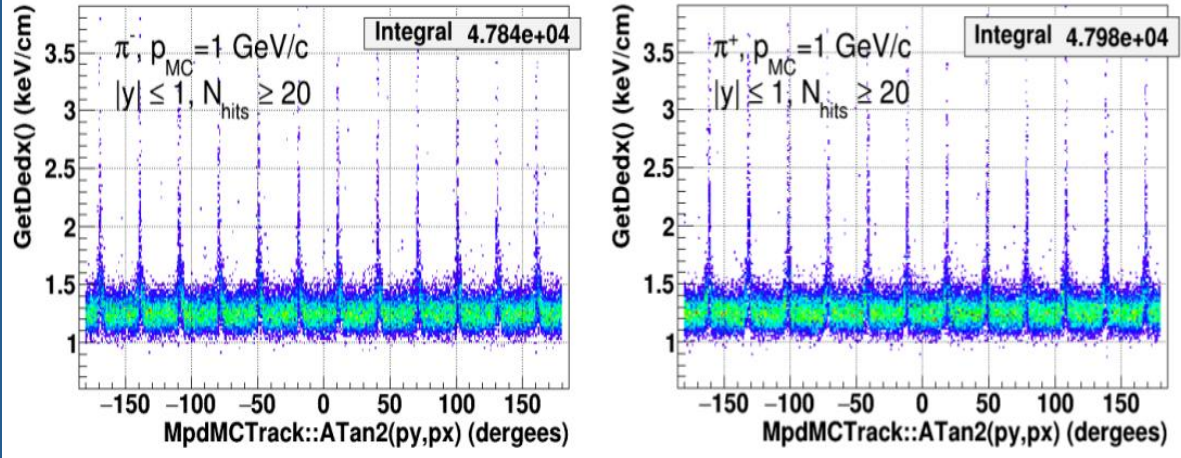 GetDedx() (keV/cm)
Integral 4.784e+04
π⁻, p_MC=1 GeV/c
|y| ≤ 1, N_hits ≥ 20
3.5
3
2.5
2
1.5
1
−150 −100 −50 0 50 100 150
MpdMCTrack::ATan2(py,px) (dergees)
GetDedx() (keV/cm)
Integral 4.798e+04
π⁺, p_MC=1 GeV/c
|y| ≤ 1, N_hits ≥ 20
3.5
3
2.5
2
1.5
1
−150 −100 −50 0 50 100 150
MpdMCTrack::ATan2(py,px) (dergees)